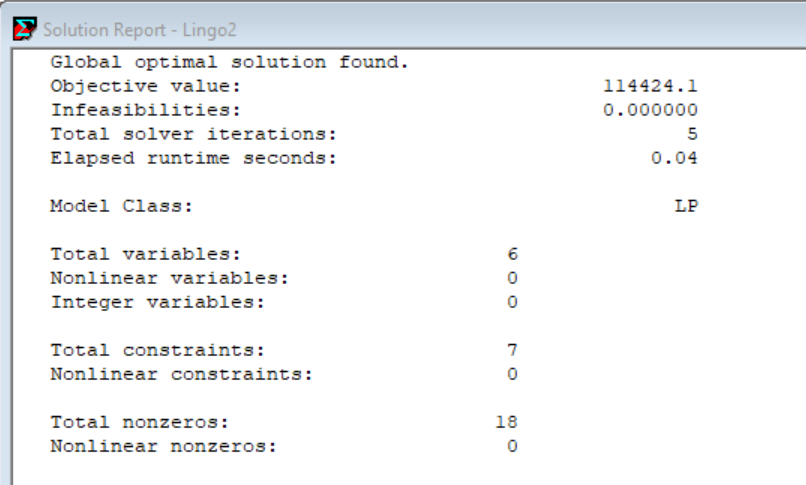 Solution Report - Lingo2
Global optimal solution found.
Objective value: 114424.1
Infeasibilities: 0.000000
Total solver iterations: 5
Elapsed runtime seconds: 0.04
Model Class: LP
Total variables: 6
Nonlinear variables: 0
Integer variables: 0
Total constraints: 7
Nonlinear constraints: 0
Total nonzeros: 18
Nonlinear nonzeros: 0